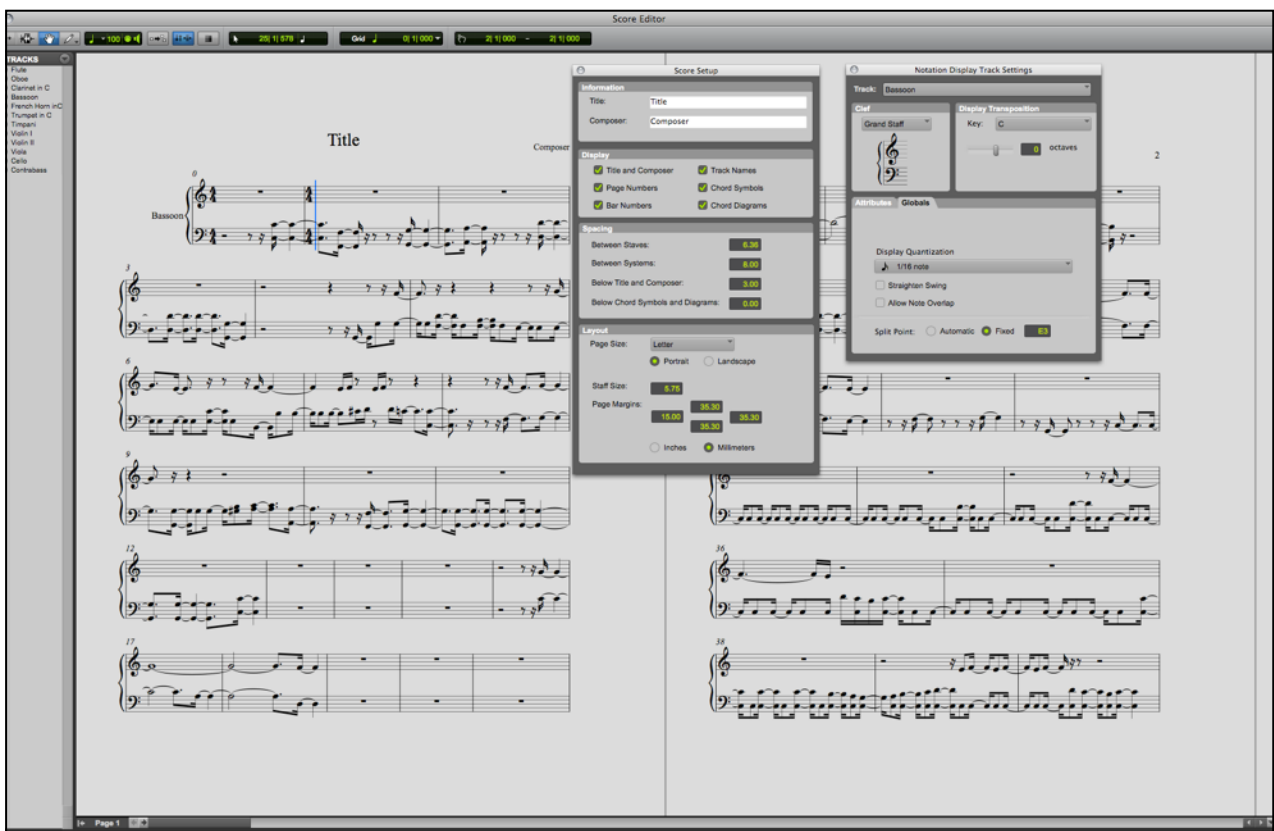 Score Editor
100
25| 1| 578
Grid
0| 1| 000
2| 1| 000 - 2| 1| 000
TRACKS
Flute
Oboe
Clarinet in C
Bassoon
French Horn inC
Trumpet in C
Timpani
Violin I
Violin II
Viola
Cello
Contrabass
Title
Composer
0
Bassoon
4
4
4
4
3
6
9
12
17
Score Setup
Information
Title: Title
Composer: Composer
Display
Title and Composer
Track Names
Page Numbers
Chord Symbols
Bar Numbers
Chord Diagrams
Spacing
Between Staves: 6.36
Between Systems: 8.00
Below Title and Composer: 3.00
Below Chord Symbols and Diagrams: 0.00
Layout
Page Size: Letter
Portrait
Landscape
Staff Size: 5.75
Page Margins:
35.30
15.00
35.30
35.30
Inches
Millimeters
Notation Display Track Settings
Track: Bassoon
Clef
Grand Staff
Display Transposition
Key: C
0 octaves
Attributes
Globals
Display Quantization
1/16 note
Straighten Swing
Allow Note Overlap
Split Point:
Automatic
Fixed
E3
2
36
38
Page 1